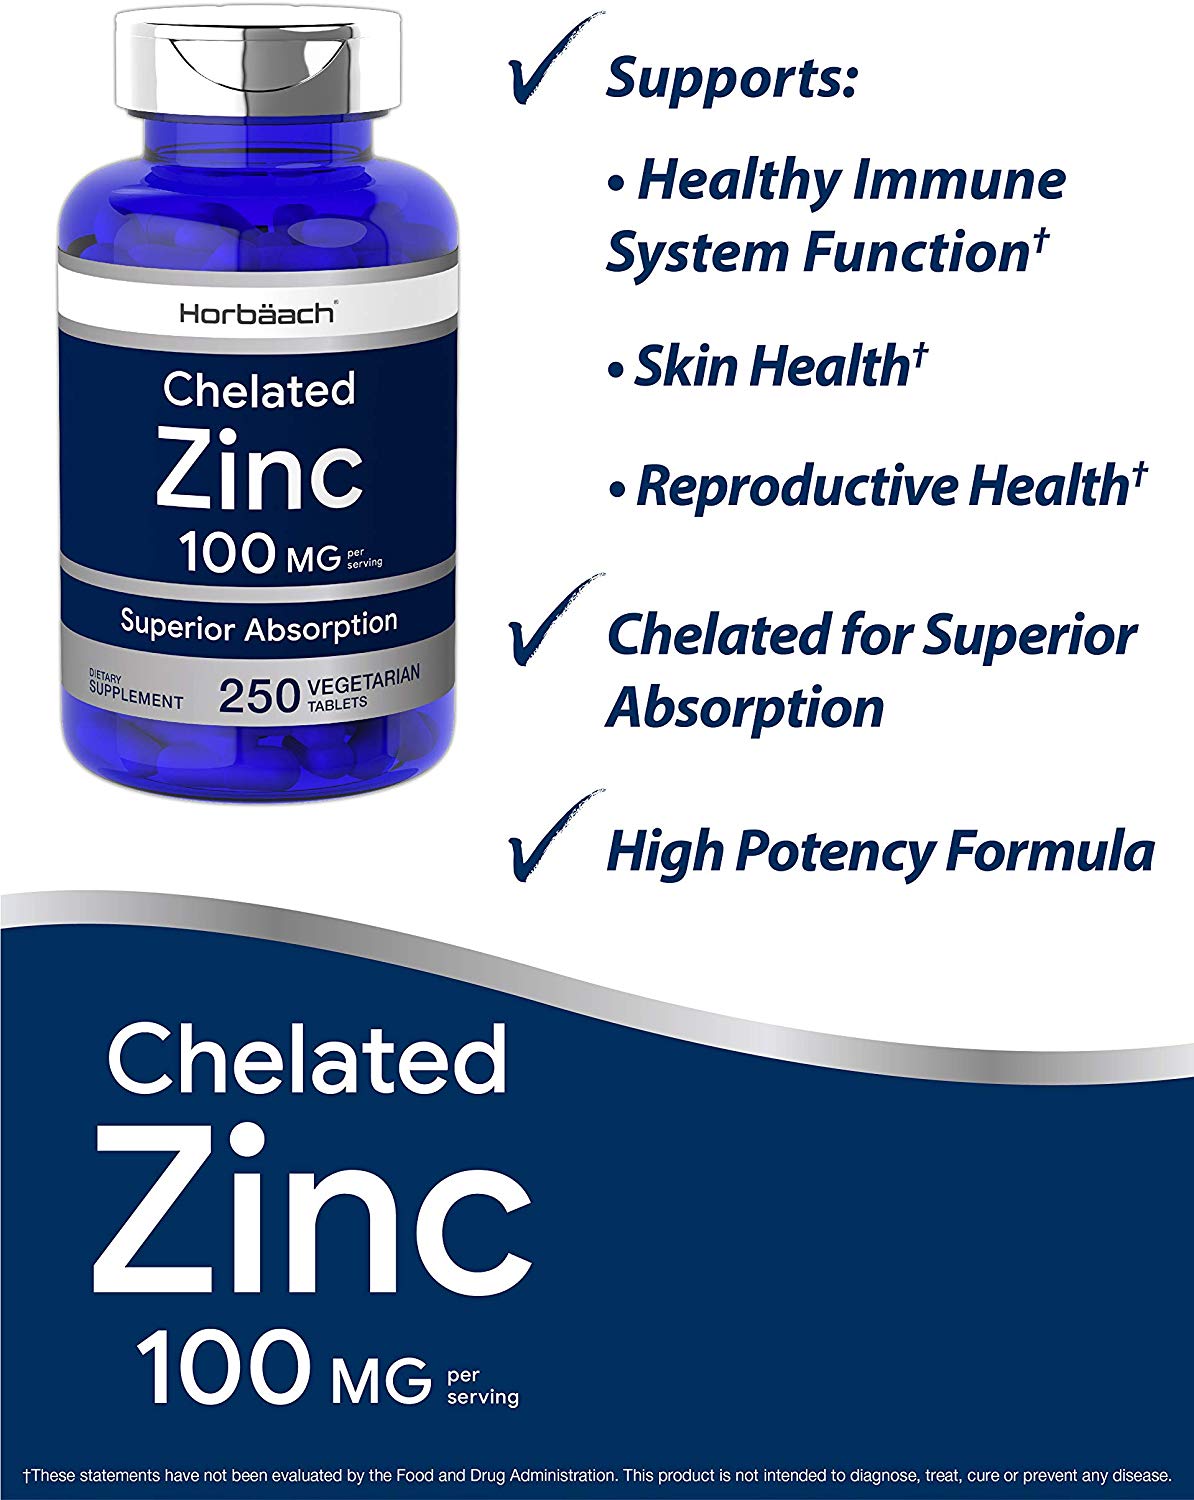 Horbäach®
Chelated
Zinc
100 MG per serving
Superior Absorption
DIETARY
SUPPLEMENT
250 VEGETARIAN
TABLETS
Supports:
• Healthy Immune
System Function†
• Skin Health†
• Reproductive Health†
Chelated for Superior
Absorption
High Potency Formula
Chelated
Zinc
100 MG per serving
†These statements have not been evaluated by the Food and Drug Administration. This product is not intended to diagnose, treat, cure or prevent any disease.